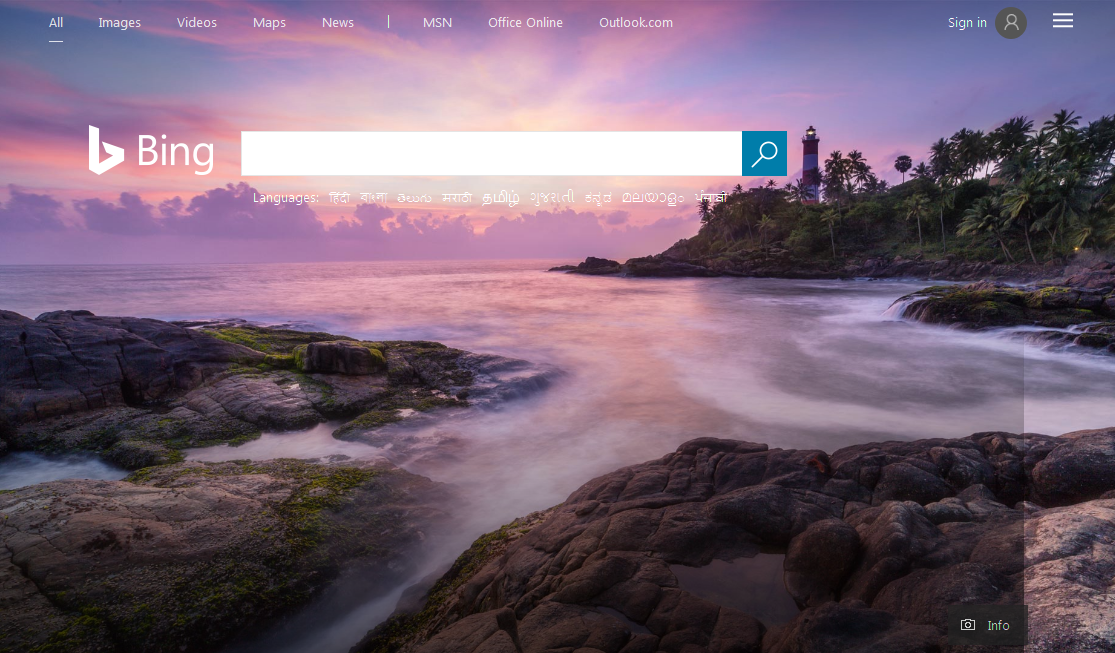 All Images Videos Maps News | MSN Office Online Outlook.com Sign in
Bing
Languages: हिंदी বাংলা తెలుగు मराठी தமிழ் ગુજરાતી ಕನ್ನಡ മലയാളം ਪੰਜਾਬੀ
Info